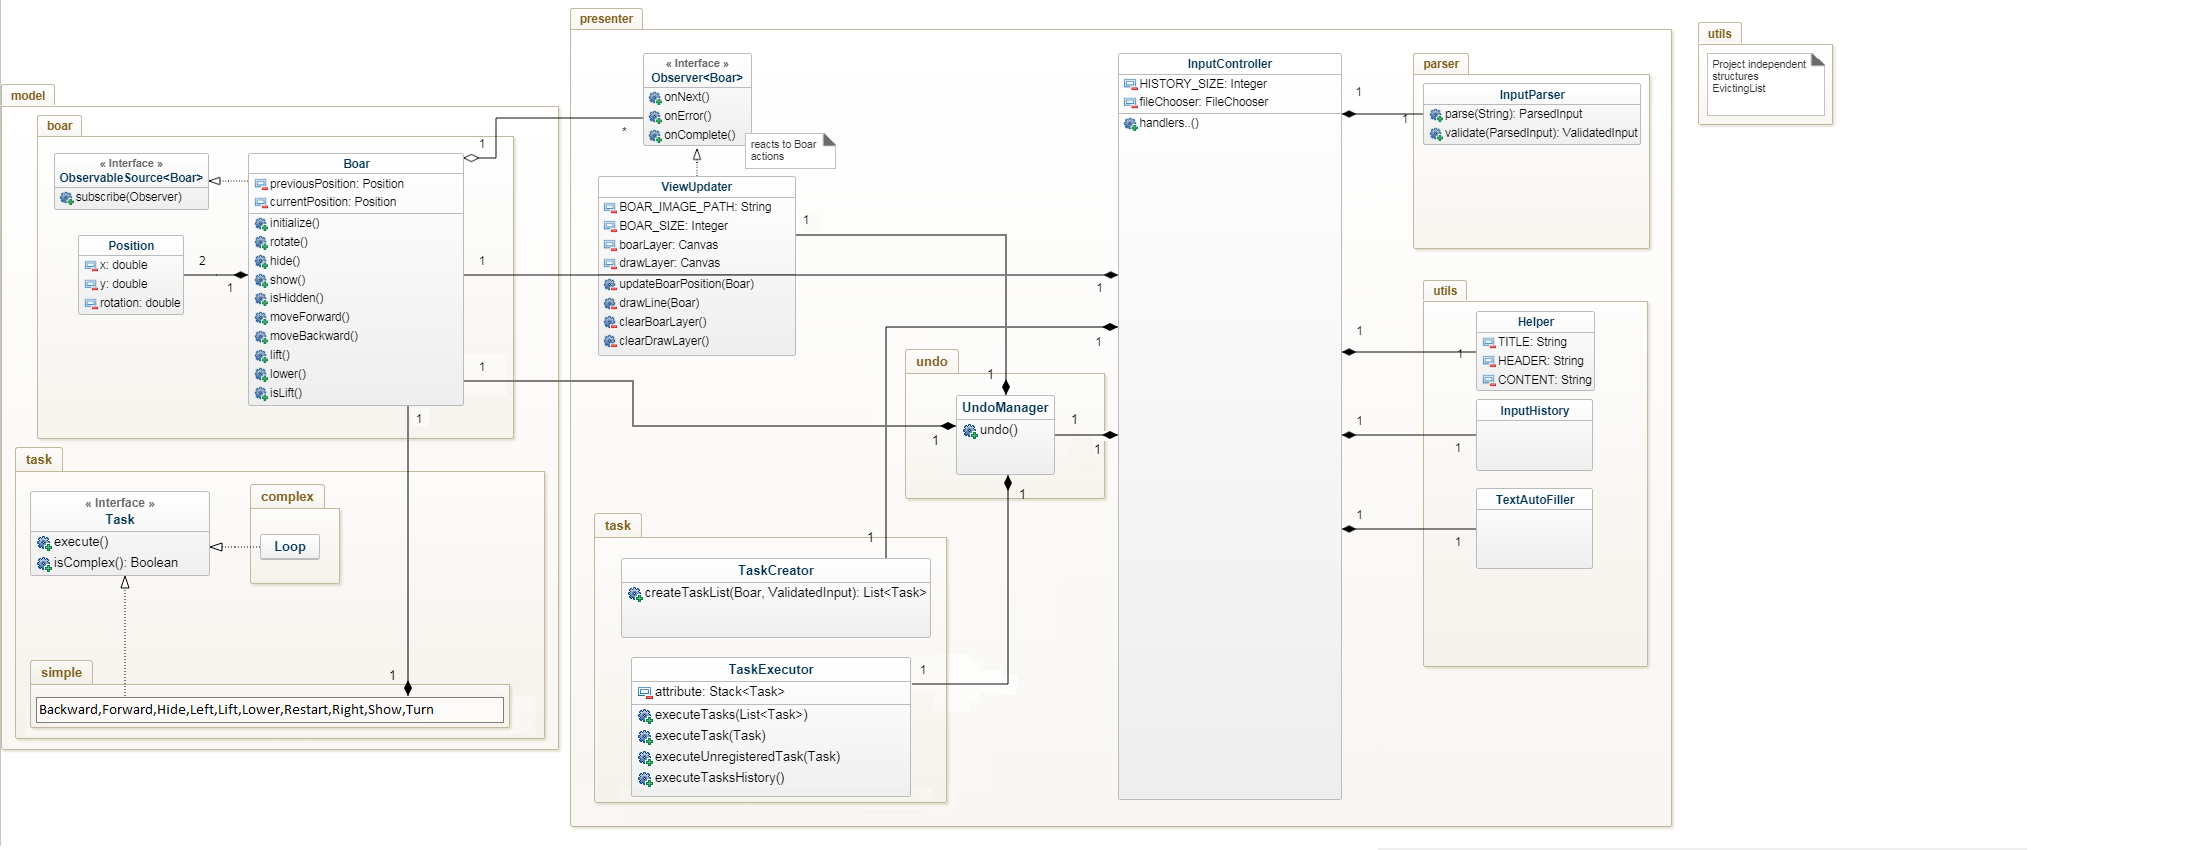 model
boar
« Interface »
ObservableSource<Boar>
subscribe(Observer)
Position
x: double
y: double
rotation: double
2
1
Boar
previousPosition: Position
currentPosition: Position
initialize()
rotate()
hide()
show()
isHidden()
moveForward()
moveBackward()
lift()
lower()
isLift()
1
*
1
1
1
task
« Interface »
Task
execute()
isComplex(): Boolean
complex
Loop
simple
1
Backward,Forward,Hide,Left,Lift,Lower,Restart,Right,Show,Turn
presenter
« Interface »
Observer<Boar>
onNext()
onError()
onComplete()
reacts to Boar
actions
ViewUpdater
BOAR_IMAGE_PATH: String
BOAR_SIZE: Integer
boarLayer: Canvas
drawLayer: Canvas
updateBoarPosition(Boar)
drawLine(Boar)
clearBoarLayer()
clearDrawLayer()
1
1
1
undo
1
UndoManager
undo()
1
1
1
1
task
1
TaskCreator
createTaskList(Boar, ValidatedInput): List<Task>
TaskExecutor
attribute: Stack<Task>
executeTasks(List<Task>)
executeTask(Task)
executeUnregisteredTask(Task)
executeTasksHistory()
1
InputController
HISTORY_SIZE: Integer
fileChooser: FileChooser
handlers..()
1
1
parser
InputParser
parse(String): ParsedInput
validate(ParsedInput): ValidatedInput
utils
Helper
TITLE: String
HEADER: String
CONTENT: String
1
1
InputHistory
1
1
TextAutoFiller
1
1
utils
Project independent
structures
EvictingList